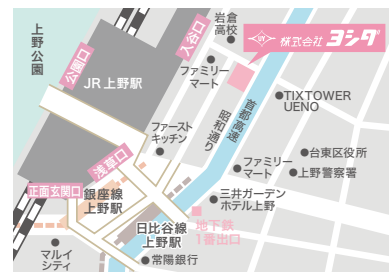 上野
公園
公園口
JR 上野駅
入谷口
岩倉
高校
株式会社 ヨシダ
ファミリー
マート
首都高速
昭和通り
TIXTOWER
UENO
ファースト
キッチン
浅草口
正面玄関口
銀座線
上野駅
ファミリー
マート
台東区役所
上野警察署
三井ガーデン
ホテル上野
地下鉄
1番出口
日比谷線
上野駅
マルイ
シティ
常陽銀行